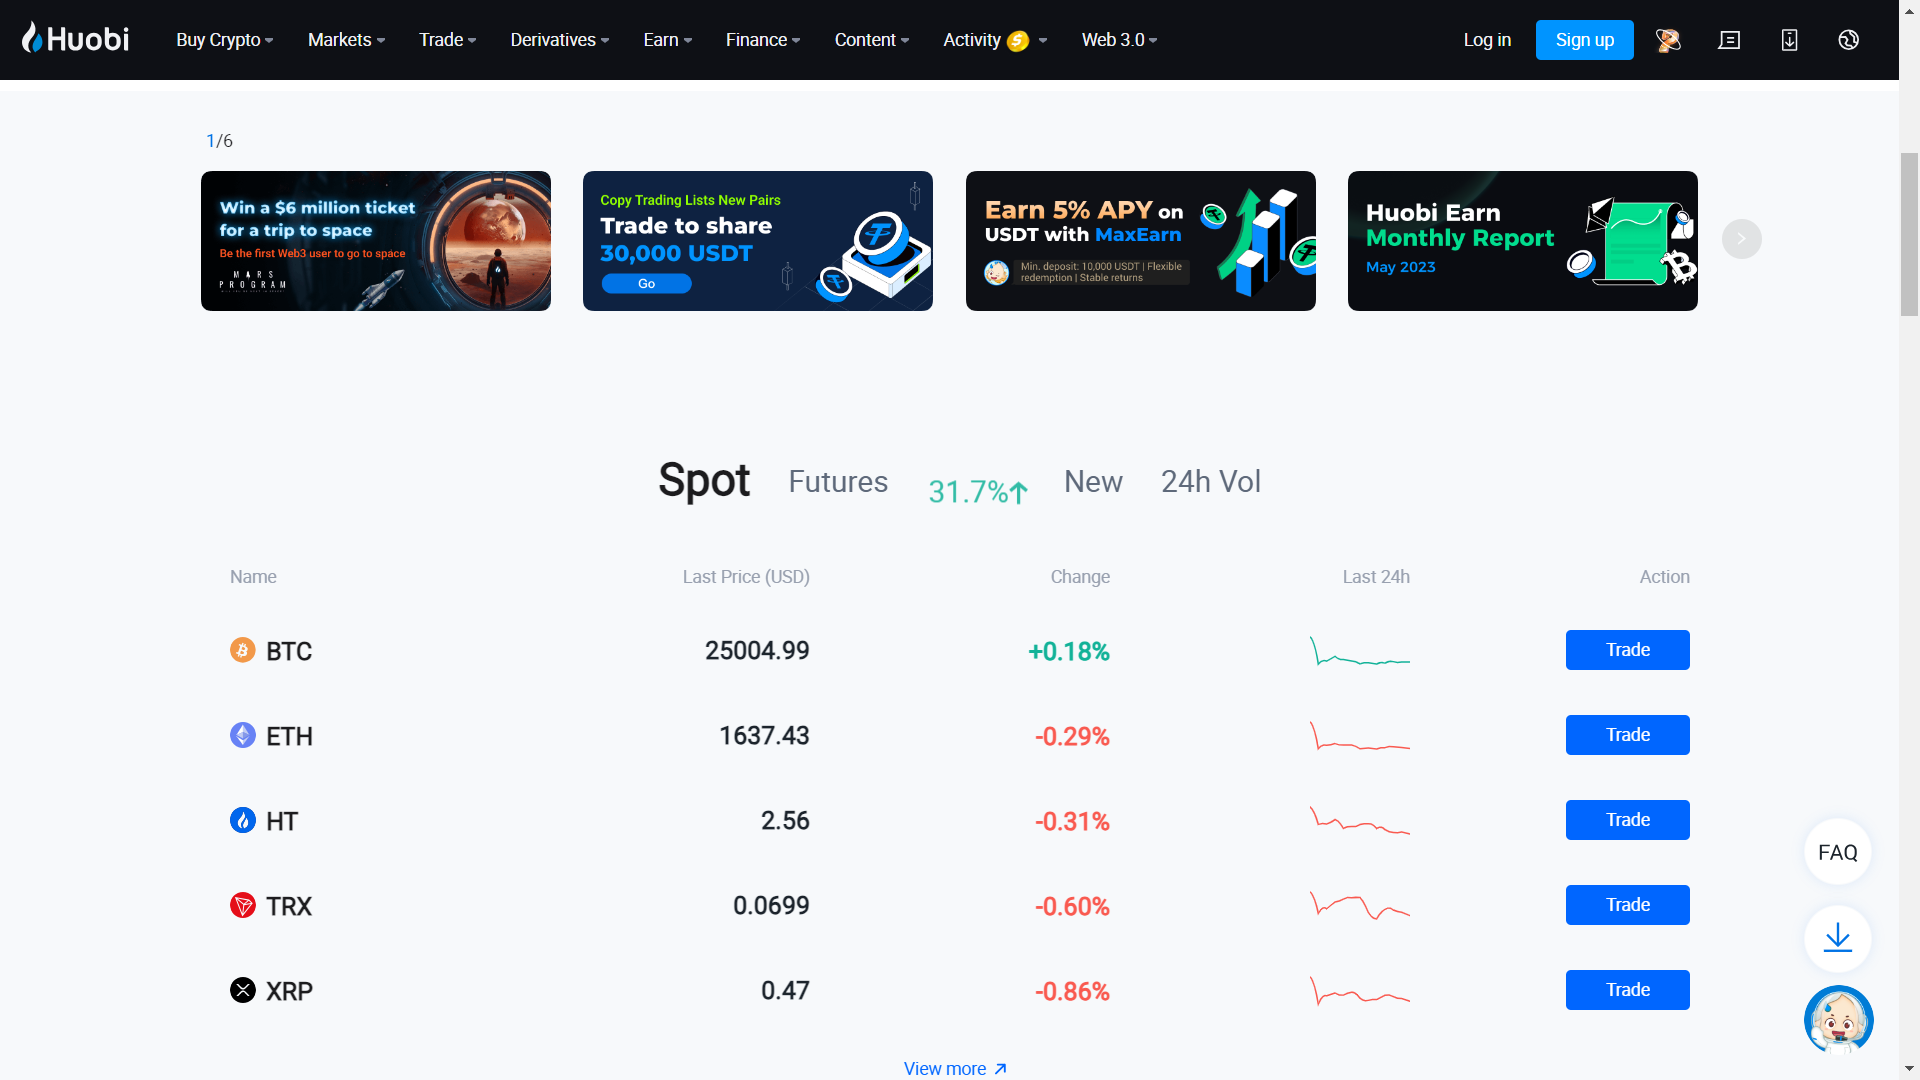 Huobi
Buy Crypto
Markets
Trade
Derivatives
Earn
Finance
Content
Activity
Web 3.0
Log in
Sign up
1/6
Win a $6 million ticket
for a trip to space
Be the first Web3 user to go to space
MARS
PROGRAM
Copy Trading Lists New Pairs
Trade to share
30,000 USDT
Go
Earn 5% APY on
USDT with MaxEarn
Min. deposit: 10,000 USDT | Flexible
redemption | Stable returns
Huobi Earn
Monthly Report
May 2023
Spot
Futures
31.7%
New
24h Vol
Name
Last Price (USD)
Change
Last 24h
Action
BTC
25004.99
+0.18%
Trade
ETH
1637.43
-0.29%
Trade
HT
2.56
-0.31%
Trade
TRX
0.0699
-0.60%
Trade
XRP
0.47
-0.86%
Trade
View more
FAQ